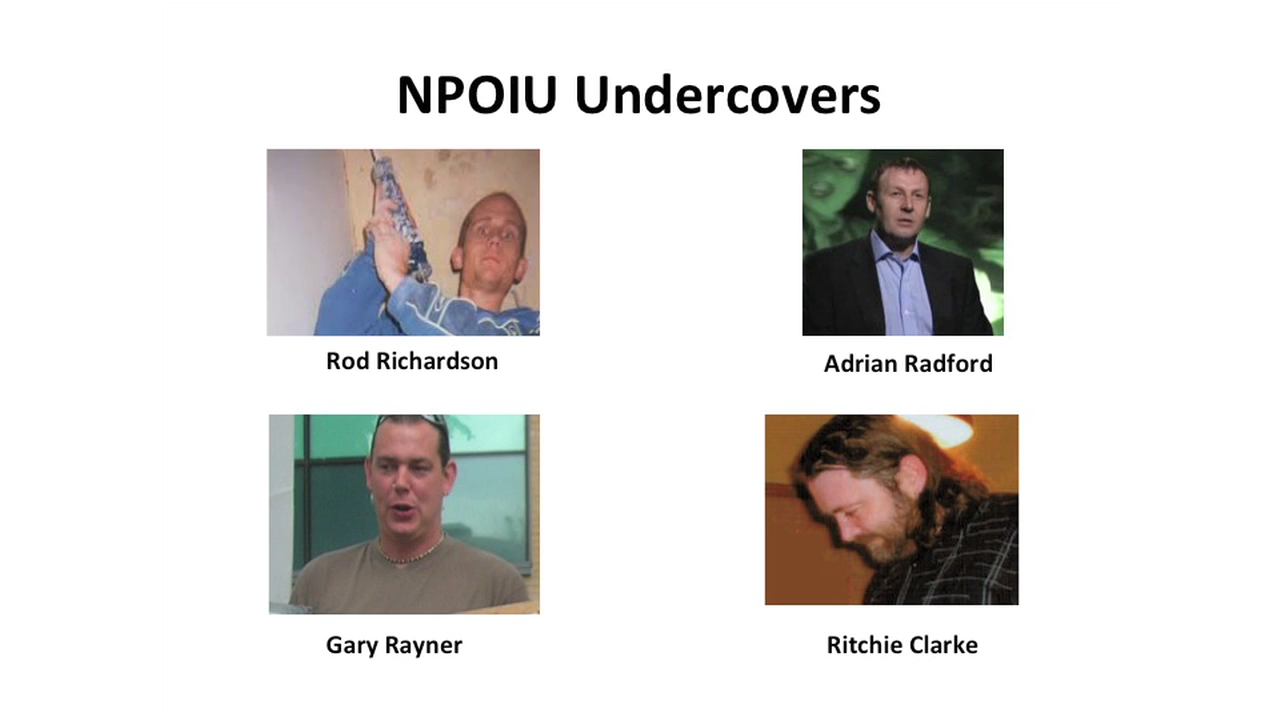 NPOIU Undercovers
Rod Richardson
Adrian Radford
Gary Rayner
Ritchie Clarke